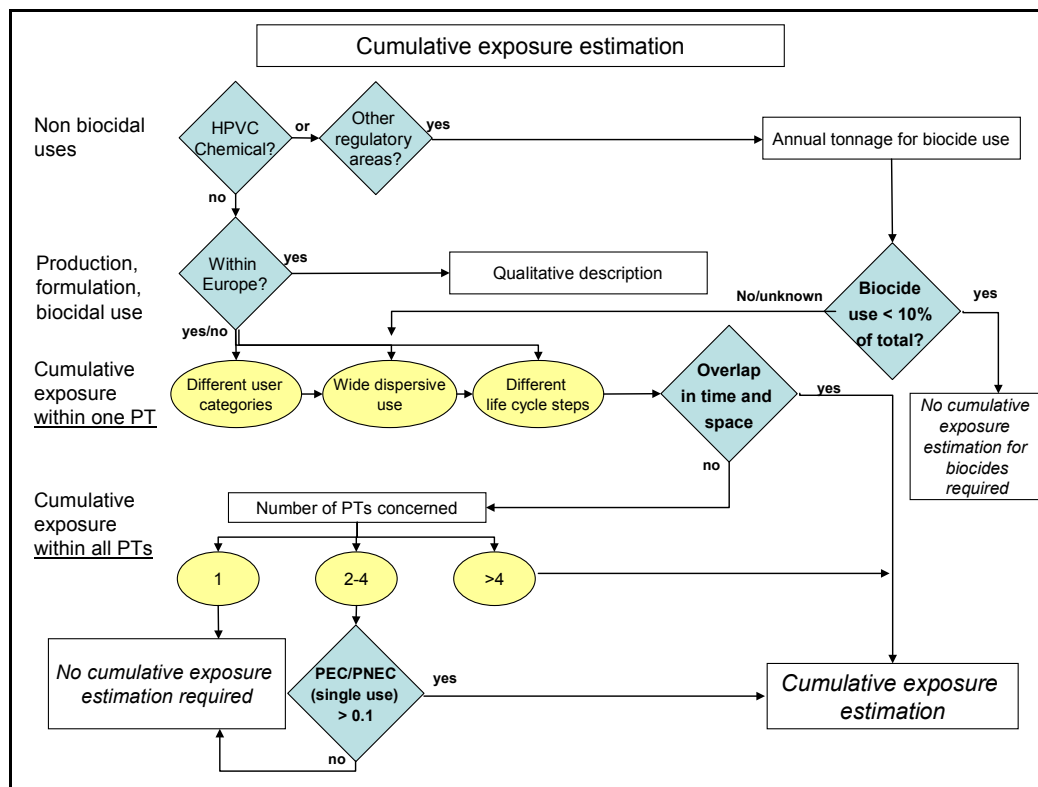 Cumulative exposure estimation
Non biocidal
uses
HPVC
Chemical?
or
Other
regulatory
areas?
yes
Annual tonnage for biocide use
no
Production,
formulation,
biocidal use
Within
Europe?
yes
Qualitative description
No/unknown
Biocide
use < 10%
of total?
yes
yes/no
Cumulative
exposure
within one PT
Different user
categories
Wide dispersive
use
Different
life cycle steps
Overlap
in time and
space
yes
No cumulative
exposure
estimation for
biocides
required
no
Cumulative
exposure
within all PTs
Number of PTs concerned
1
2-4
>4
No cumulative exposure
estimation required
PEC/PNEC
(single use)
> 0.1
yes
Cumulative exposure
estimation
no